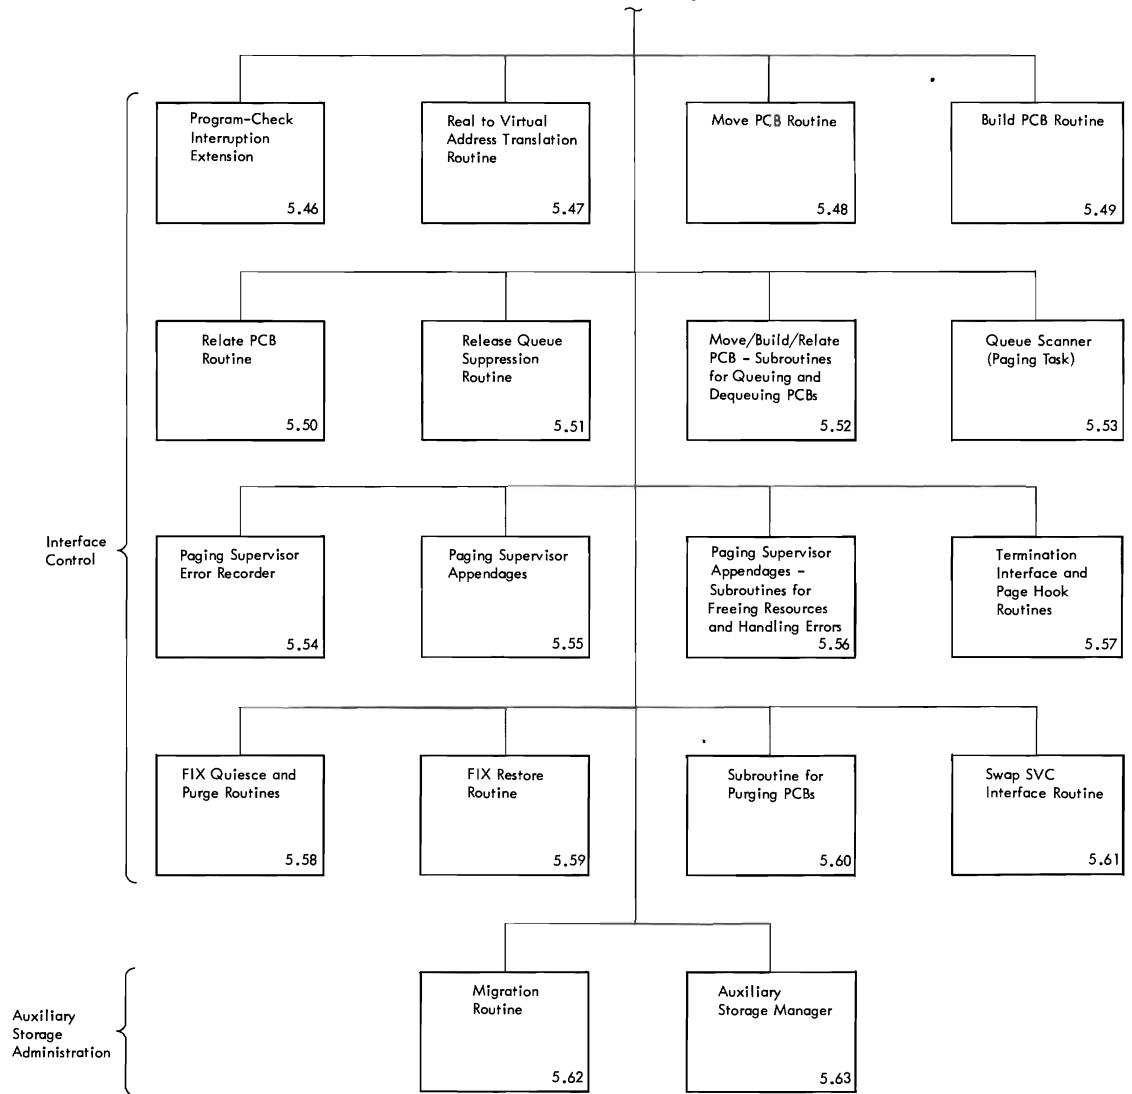 Program-Check
Interruption
Extension
5.46
Real to Virtual
Address Translation
Routine
5.47
Move PCB Routine
5.48
Build PCB Routine
5.49
Relate PCB
Routine
5.50
Release Queue
Suppression
Routine
5.51
Move/Build/Relate
PCB - Subroutines
for Queuing and
Dequeuing PCBs
5.52
Queue Scanner
(Paging Task)
5.53
Interface
Control
Paging Supervisor
Error Recorder
5.54
Paging Supervisor
Appendages
5.55
Paging Supervisor
Appendages -
Subroutines for
Freeing Resources
and Handling Errors
5.56
Termination
Interface and
Page Hook
Routines
5.57
FIX Quiesce and
Purge Routines
5.58
FIX Restore
Routine
5.59
Subroutine for
Purging PCBs
5.60
Swap SVC
Interface Routine
5.61
Auxiliary
Storage
Administration
Migration
Routine
5.62
Auxiliary
Storage Manager
5.63